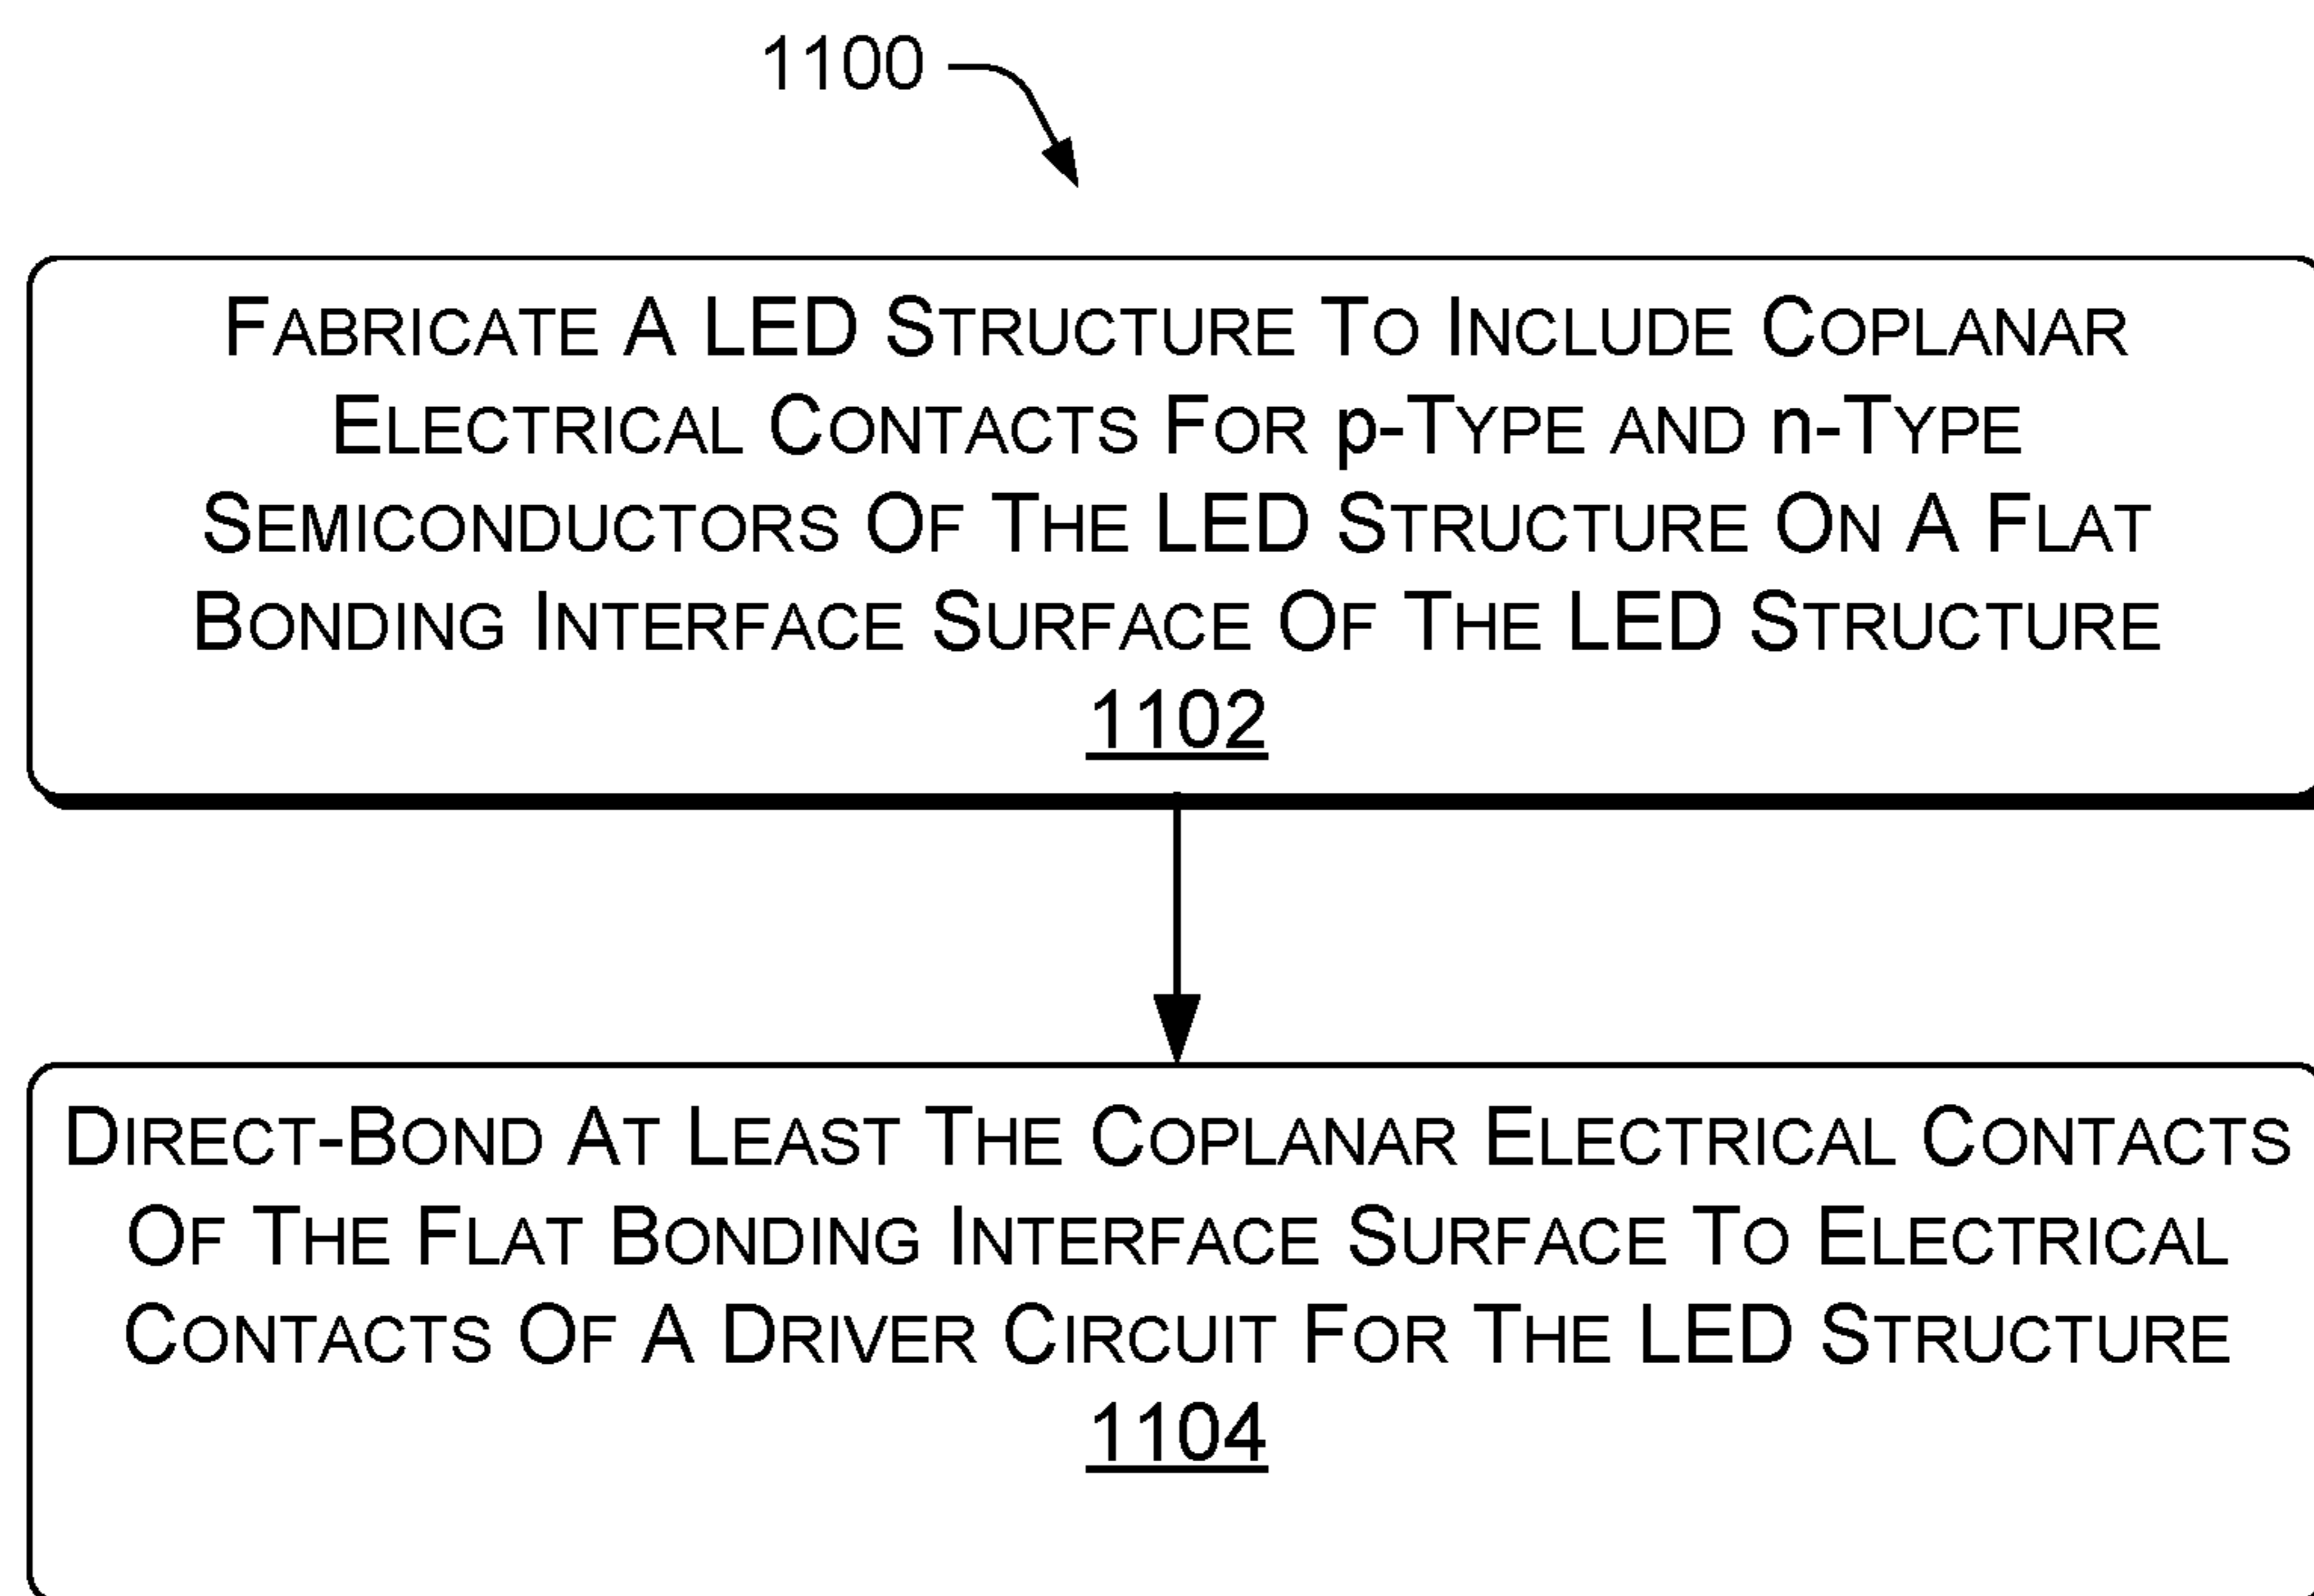 1100
FABRICATE A LED STRUCTURE TO INCLUDE COPLANAR
ELECTRICAL CONTACTS FOR p-TYPE AND n-TYPE
SEMICONDUCTORS OF THE LED STRUCTURE ON A FLAT
BONDING INTERFACE SURFACE OF THE LED STRUCTURE
1102
DIRECT-BOND AT LEAST THE COPLANAR ELECTRICAL CONTACTS
OF THE FLAT BONDING INTERFACE SURFACE TO ELECTRICAL
CONTACTS OF A DRIVER CIRCUIT FOR THE LED STRUCTURE
1104